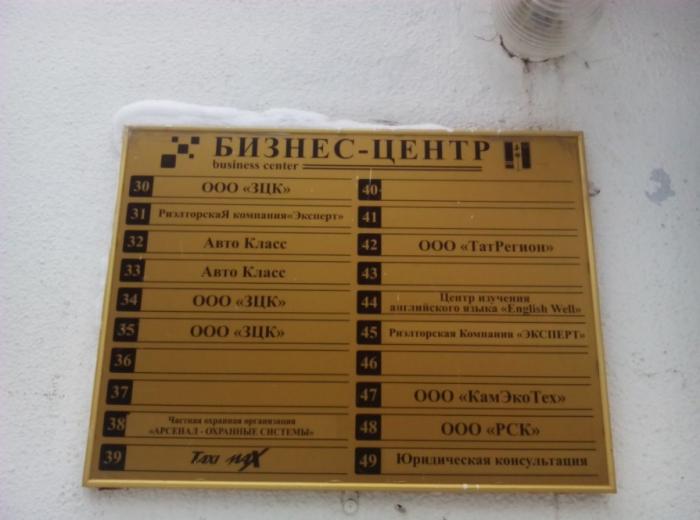 БИЗНЕС-ЦЕНТР
business center
30 ООО «ЗЦК»
31 РиэлторскаЯ компания«Эксперт»
32 Авто Класс
33 Авто Класс
34 ООО «ЗЦК»
35 ООО «ЗЦК»
36
37
38 Частная охранная организация
«АРСЕНАЛ - ОХРАННЫЕ СИСТЕМЫ»
39 TAXI MAX
40
41
42 ООО «ТатРегион»
43
44 Центр изучения
английского языка «English Well»
45 Риэлторская Компания «ЭКСПЕРТ»
46
47 ООО «КамЭкоТех»
48 ООО «РСК»
49 Юридическая консультация